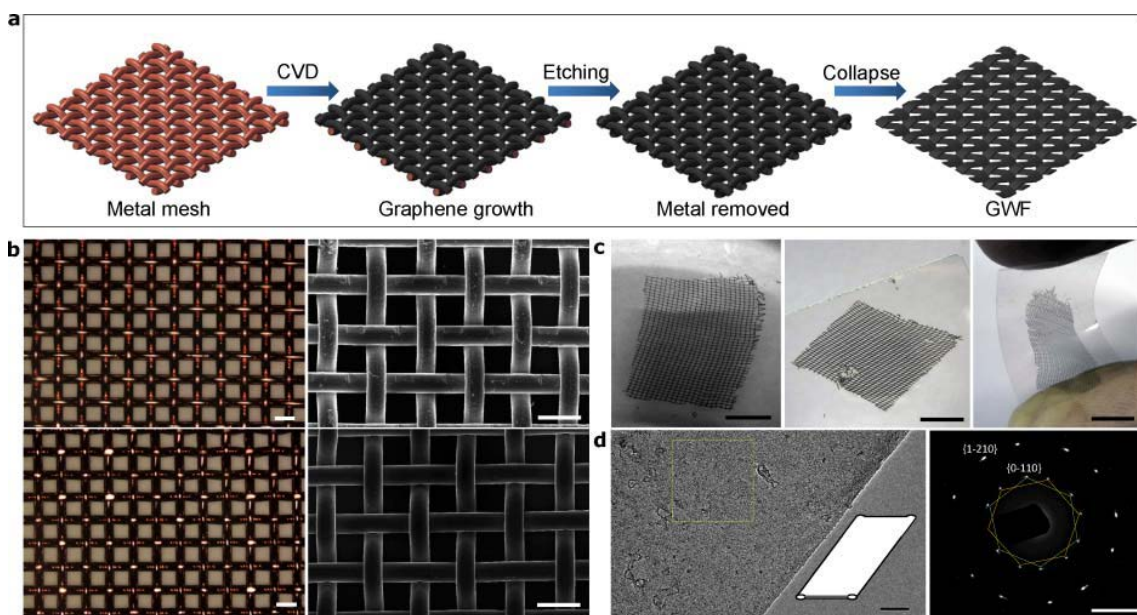 a
CVD
Etching
Collapse
Metal mesh
Graphene growth
Metal removed
GWF
b
c
d
{1-210}
{0-110}